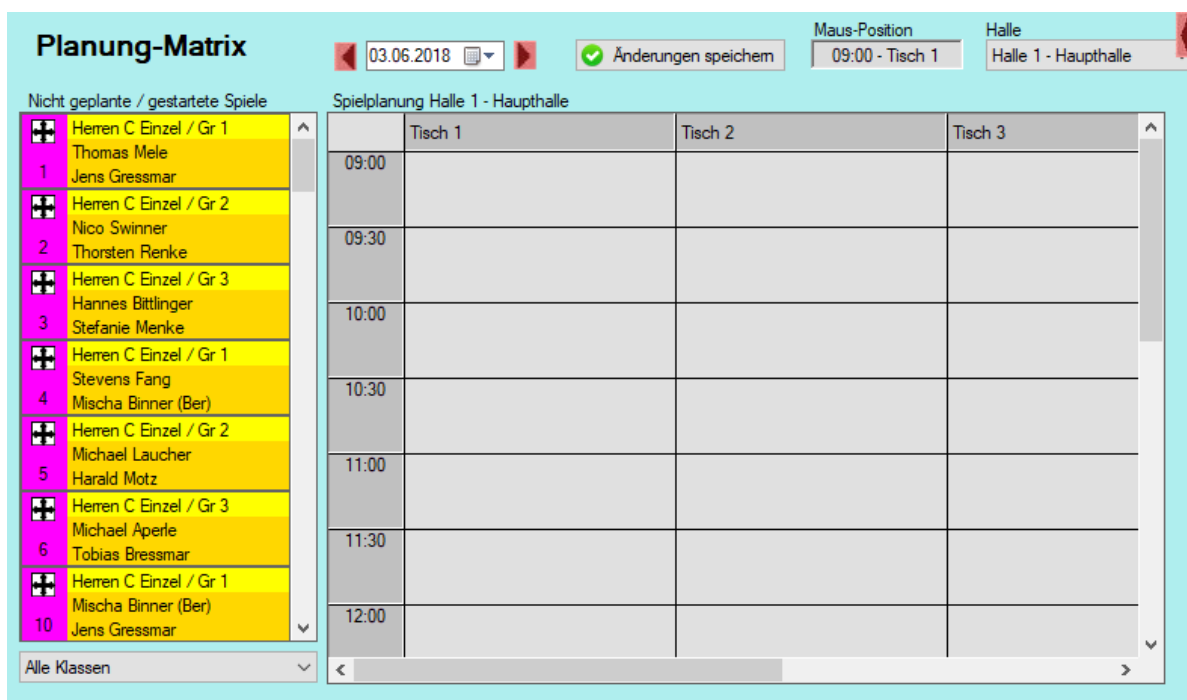 Planung-Matrix
03.06.2018
Änderungen speichern
Maus-Position
09:00 - Tisch 1
Halle
Halle 1 - Haupthalle
Nicht geplante / gestartete Spiele
Herren C Einzel / Gr 1
Thomas Mele
1
Jens Gressmar
Herren C Einzel / Gr 2
Nico Swinner
2
Thorsten Renke
Herren C Einzel / Gr 3
Hannes Bittlinger
3
Stefanie Menke
Herren C Einzel / Gr 1
Stevens Fang
4
Mischa Binner (Ber)
Herren C Einzel / Gr 2
Michael Laucher
5
Harald Motz
Herren C Einzel / Gr 3
Michael Aperle
6
Tobias Bressmar
Herren C Einzel / Gr 1
Mischa Binner (Ber)
10
Jens Gressmar
Alle Klassen
Spielplanung Halle 1 - Haupthalle
Tisch 1 Tisch 2 Tisch 3
09:00
09:30
10:00
10:30
11:00
11:30
12:00